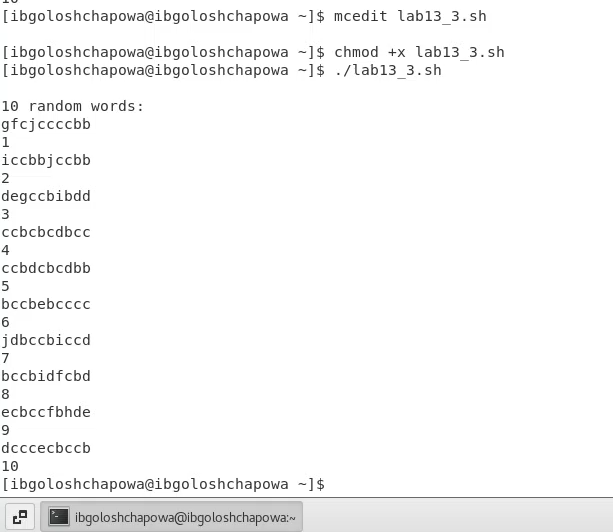 10
[ibgoloshchapowa@ibgoloshchapowa ~]$ mcedit lab13_3.sh
[ibgoloshchapowa@ibgoloshchapowa ~]$ chmod +x lab13_3.sh
[ibgoloshchapowa@ibgoloshchapowa ~]$ ./lab13_3.sh
10 random words:
gfcjccccbb
1
iccbbjccbb
2
degccbibdd
3
ccbcbcdbcc
4
ccbdcbcdbb
5
bccbebcccc
6
jdbccbiccd
7
bccbidfcbd
8
ecbccfbhde
9
dcccecbccb
10
[ibgoloshchapowa@ibgoloshchapowa ~]$
ibgoloshchapowa@ibgoloshchapowa:~